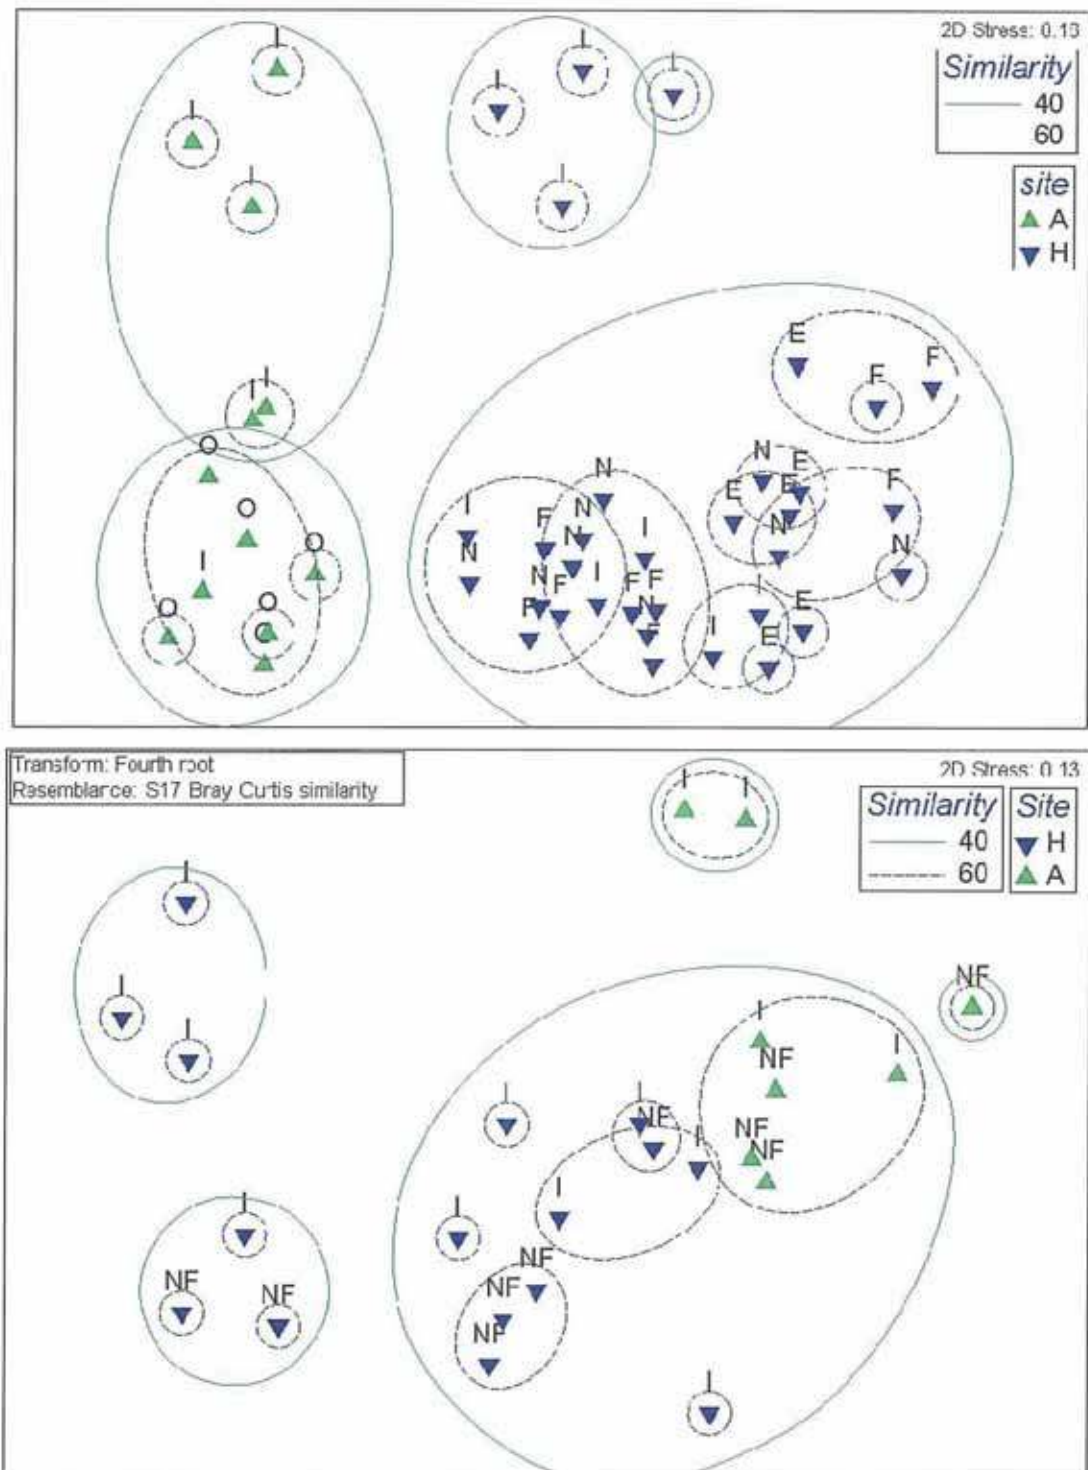 2D Stress: 0.13
Similarity
40
60
site
A
H
I
I
I
I
I
I
I
I I
O
O
I
O
O
O
O
E
F
F
N
E
E
E
F
N
N
N
N
I
F
N
N
N
I
N
F
I
F
F
N
F
F
I
E
I
E
Transform: Fourth root
Resemblance: S17 Bray Curtis similarity
2D Stress: 0.13
Similarity
40
60
Site
H
A
I I
I
I
I
NF
I
NF
I
NF
NF
I
I
NF
I
I
I
NF
NF
NF
I
NF
NF
I